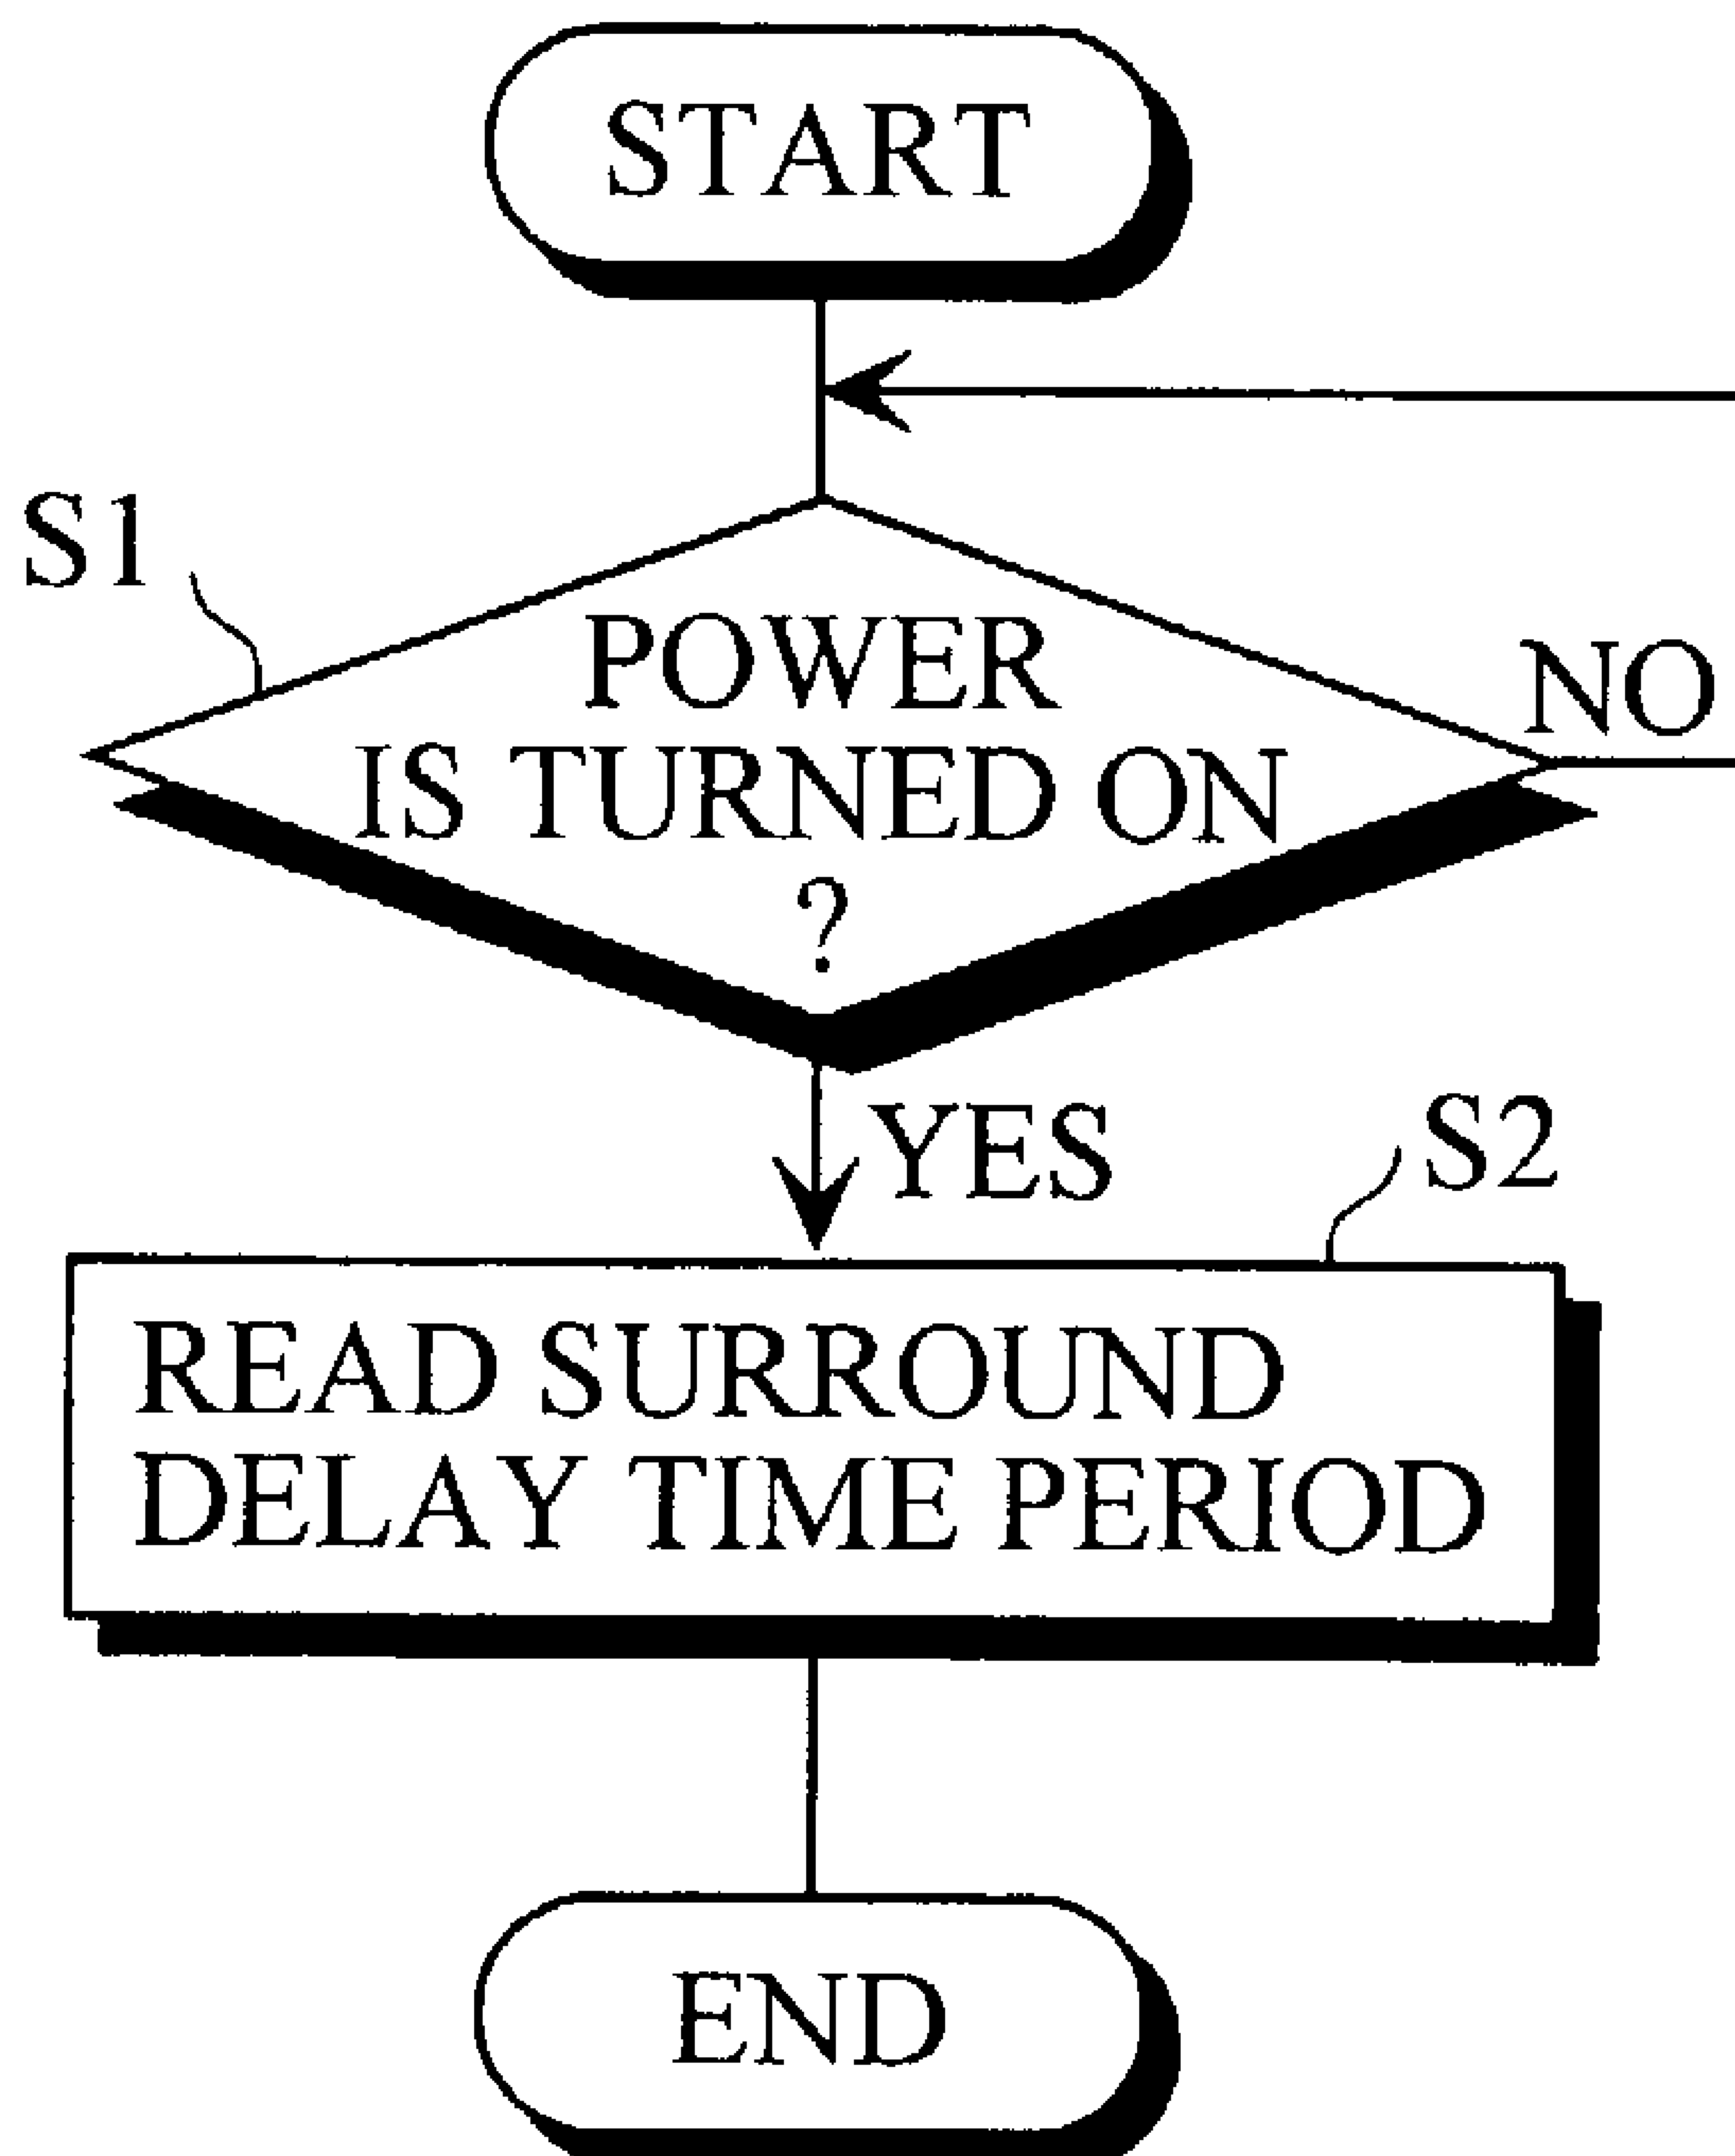 START
S1
POWER
IS TURNED ON
?
NO
YES
S2
READ SURROUND
DELAY TIME PERIOD
END